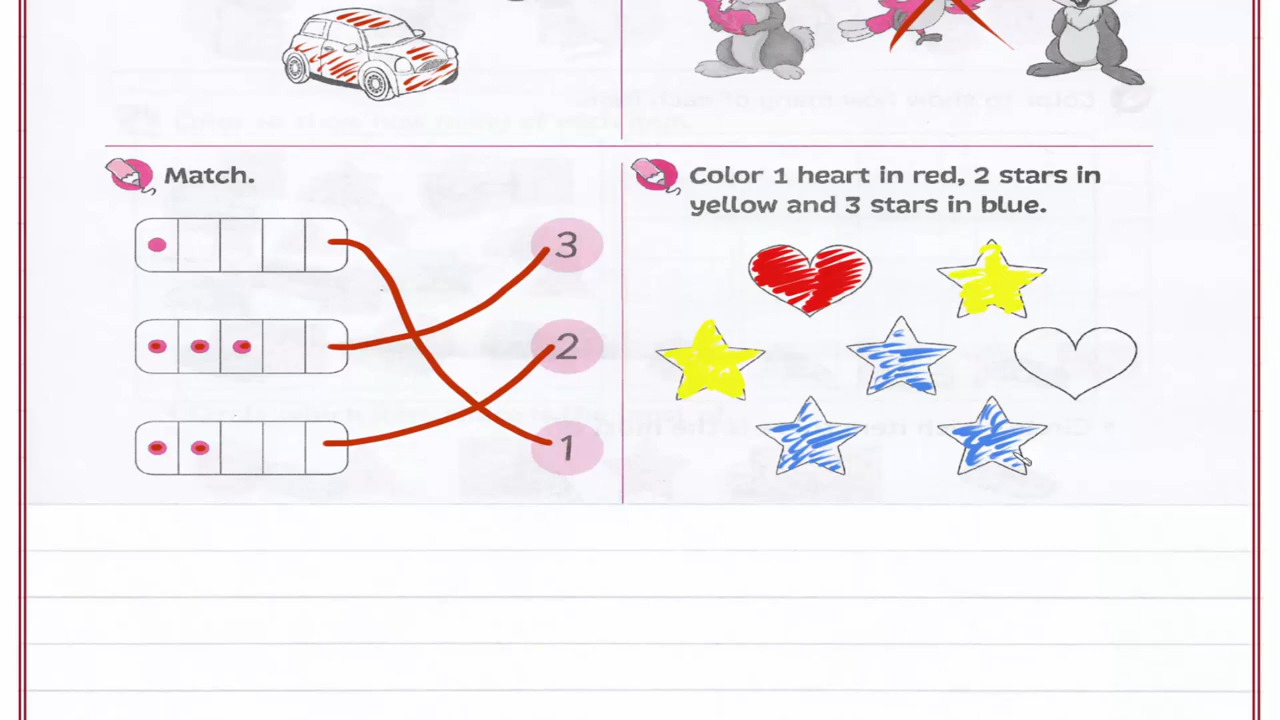 Match.
3
2
1
Color 1 heart in red, 2 stars in
yellow and 3 stars in blue.